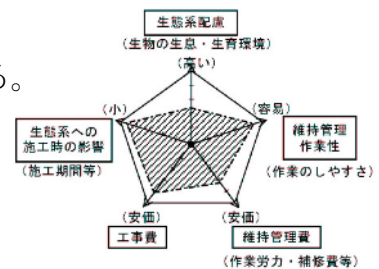 生態系配慮
(生物の生息・生育環境)
(高い)
る。
(小)
(容易)
生態系への
施工時の影響
(施工期間等)
維持管理
作業性
(作業のしやすさ)
(安価)
(安価)
工事費
維持管理費
(作業労力・補修費等)